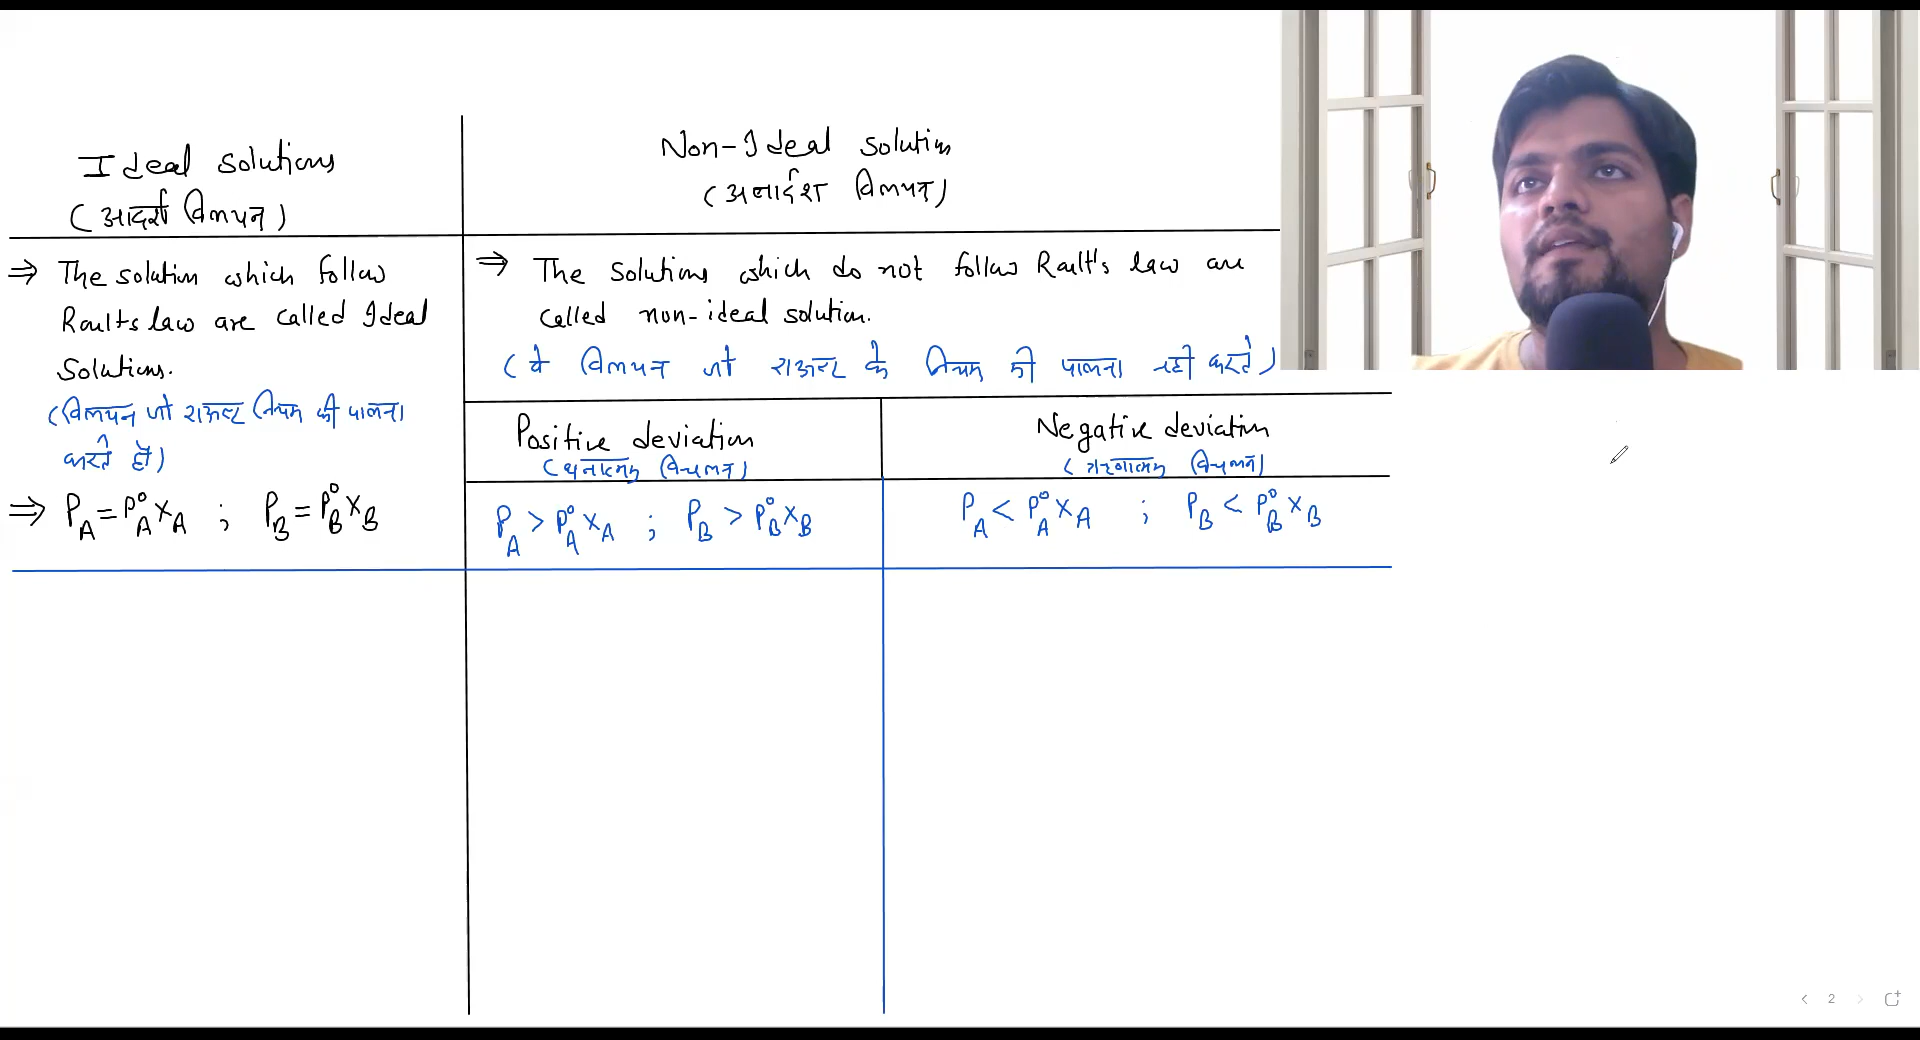 Ideal solutions
(आदर्श विलयन)
Non-Ideal solution
(अनादर्श विलयन)
⇒ The solution which follow
Raults law are called Ideal
Solutions.
(विलयन जो राऊल्ट नियम की पालना
करते हों)
⇒ P_A = P°_A X_A ; P_B = P°_B X_B
⇒ The Solutions which do not follow Rault's law are
called non-ideal solution.
(वे विलयन जो राऊल्ट के नियम की पालना नहीं करते)
Positive deviation
(धनात्मक विचलन)
P_A > P°_A X_A ; P_B > P°_B X_B
Negative deviation
(ऋणात्मक विचलन)
P_A < P°_A X_A ; P_B < P°_B X_B
2